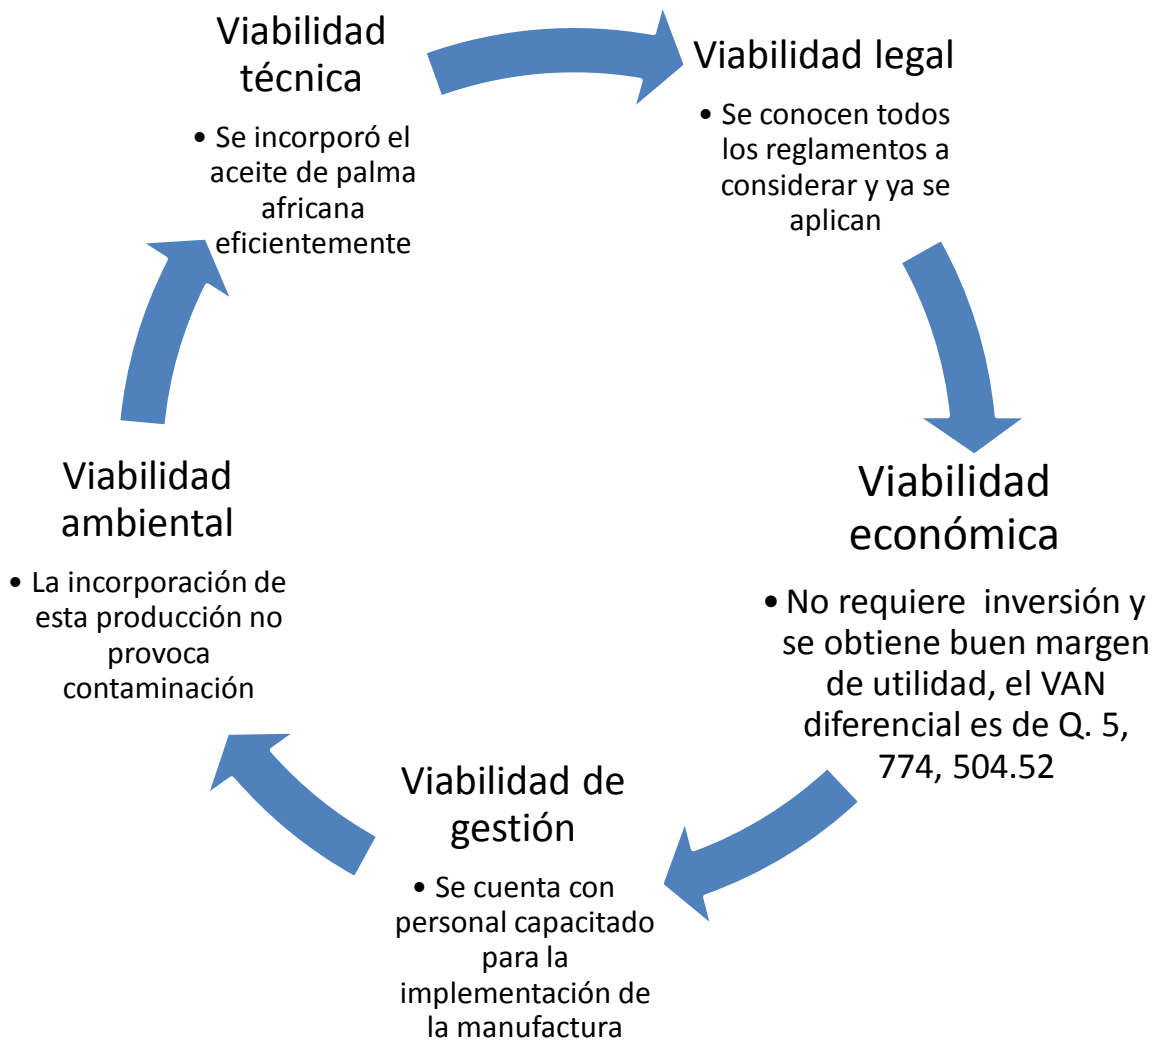 Viabilidad
técnica
• Se incorporó el
aceite de palma
africana
eficientemente
Viabilidad legal
• Se conocen todos
los reglamentos a
considerar y ya se
aplican
Viabilidad
económica
• No requiere  inversión y
se obtiene buen margen
de utilidad, el VAN
diferencial es de Q. 5,
774, 504.52
Viabilidad de
gestión
• Se cuenta con
personal capacitado
para la
implementación de
la manufactura
Viabilidad
ambiental
• La incorporación de
esta producción no
provoca
contaminación